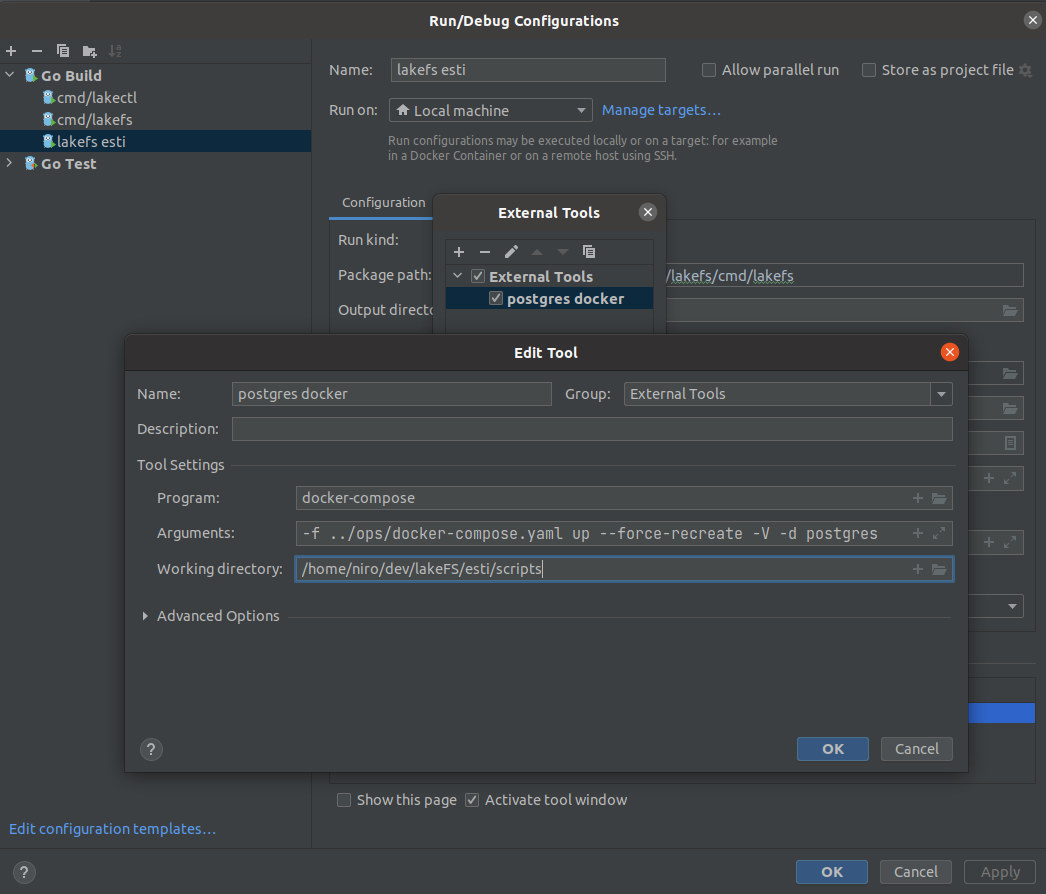 Run/Debug Configurations
Go Build
cmd/lakectl
cmd/lakefs
lakefs esti
Go Test
Name: lakefs esti Allow parallel run Store as project file
Run on: Local machine Manage targets...
Run configurations may be executed locally or on a target: for example
in a Docker Container or on a remote host using SSH.
Configuration
Run kind:
Package path: /lakefs/cmd/lakefs
Output directo
External Tools
External Tools
postgres docker
Edit Tool
Name: postgres docker Group: External Tools
Description:
Tool Settings
Program: docker-compose
Arguments: -f ../ops/docker-compose.yaml up --force-recreate -V -d postgres
Working directory: /home/niro/dev/lakeFS/esti/scripts
Advanced Options
? OK Cancel
Show this page Activate tool window
Edit configuration templates...
? OK Cancel Apply